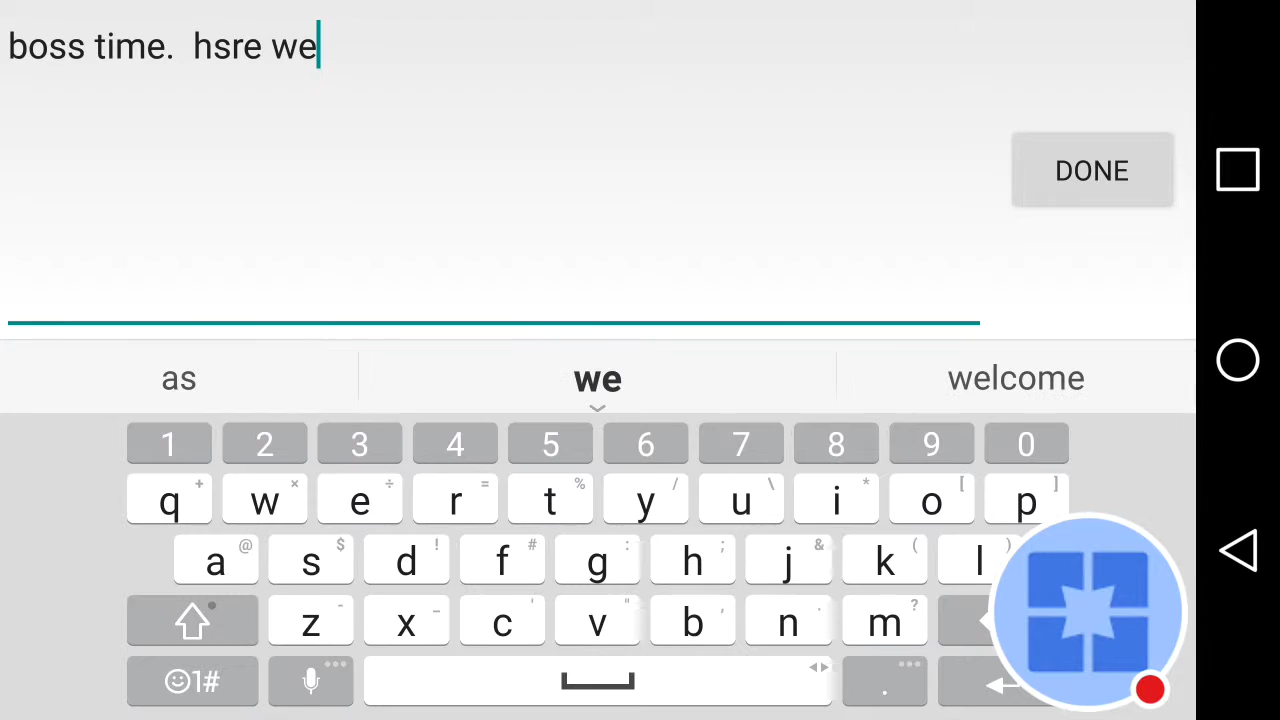 boss time.  hsre we
DONE
as we welcome
1 2 3 4 5 6 7 8 9 0
q + w × e ÷ r = t % y / u \ i * o [ p ]
a @ s $ d ! f # g : h ; j & k ( l )
z - x _ c ' v " b , n . m ?
1# .